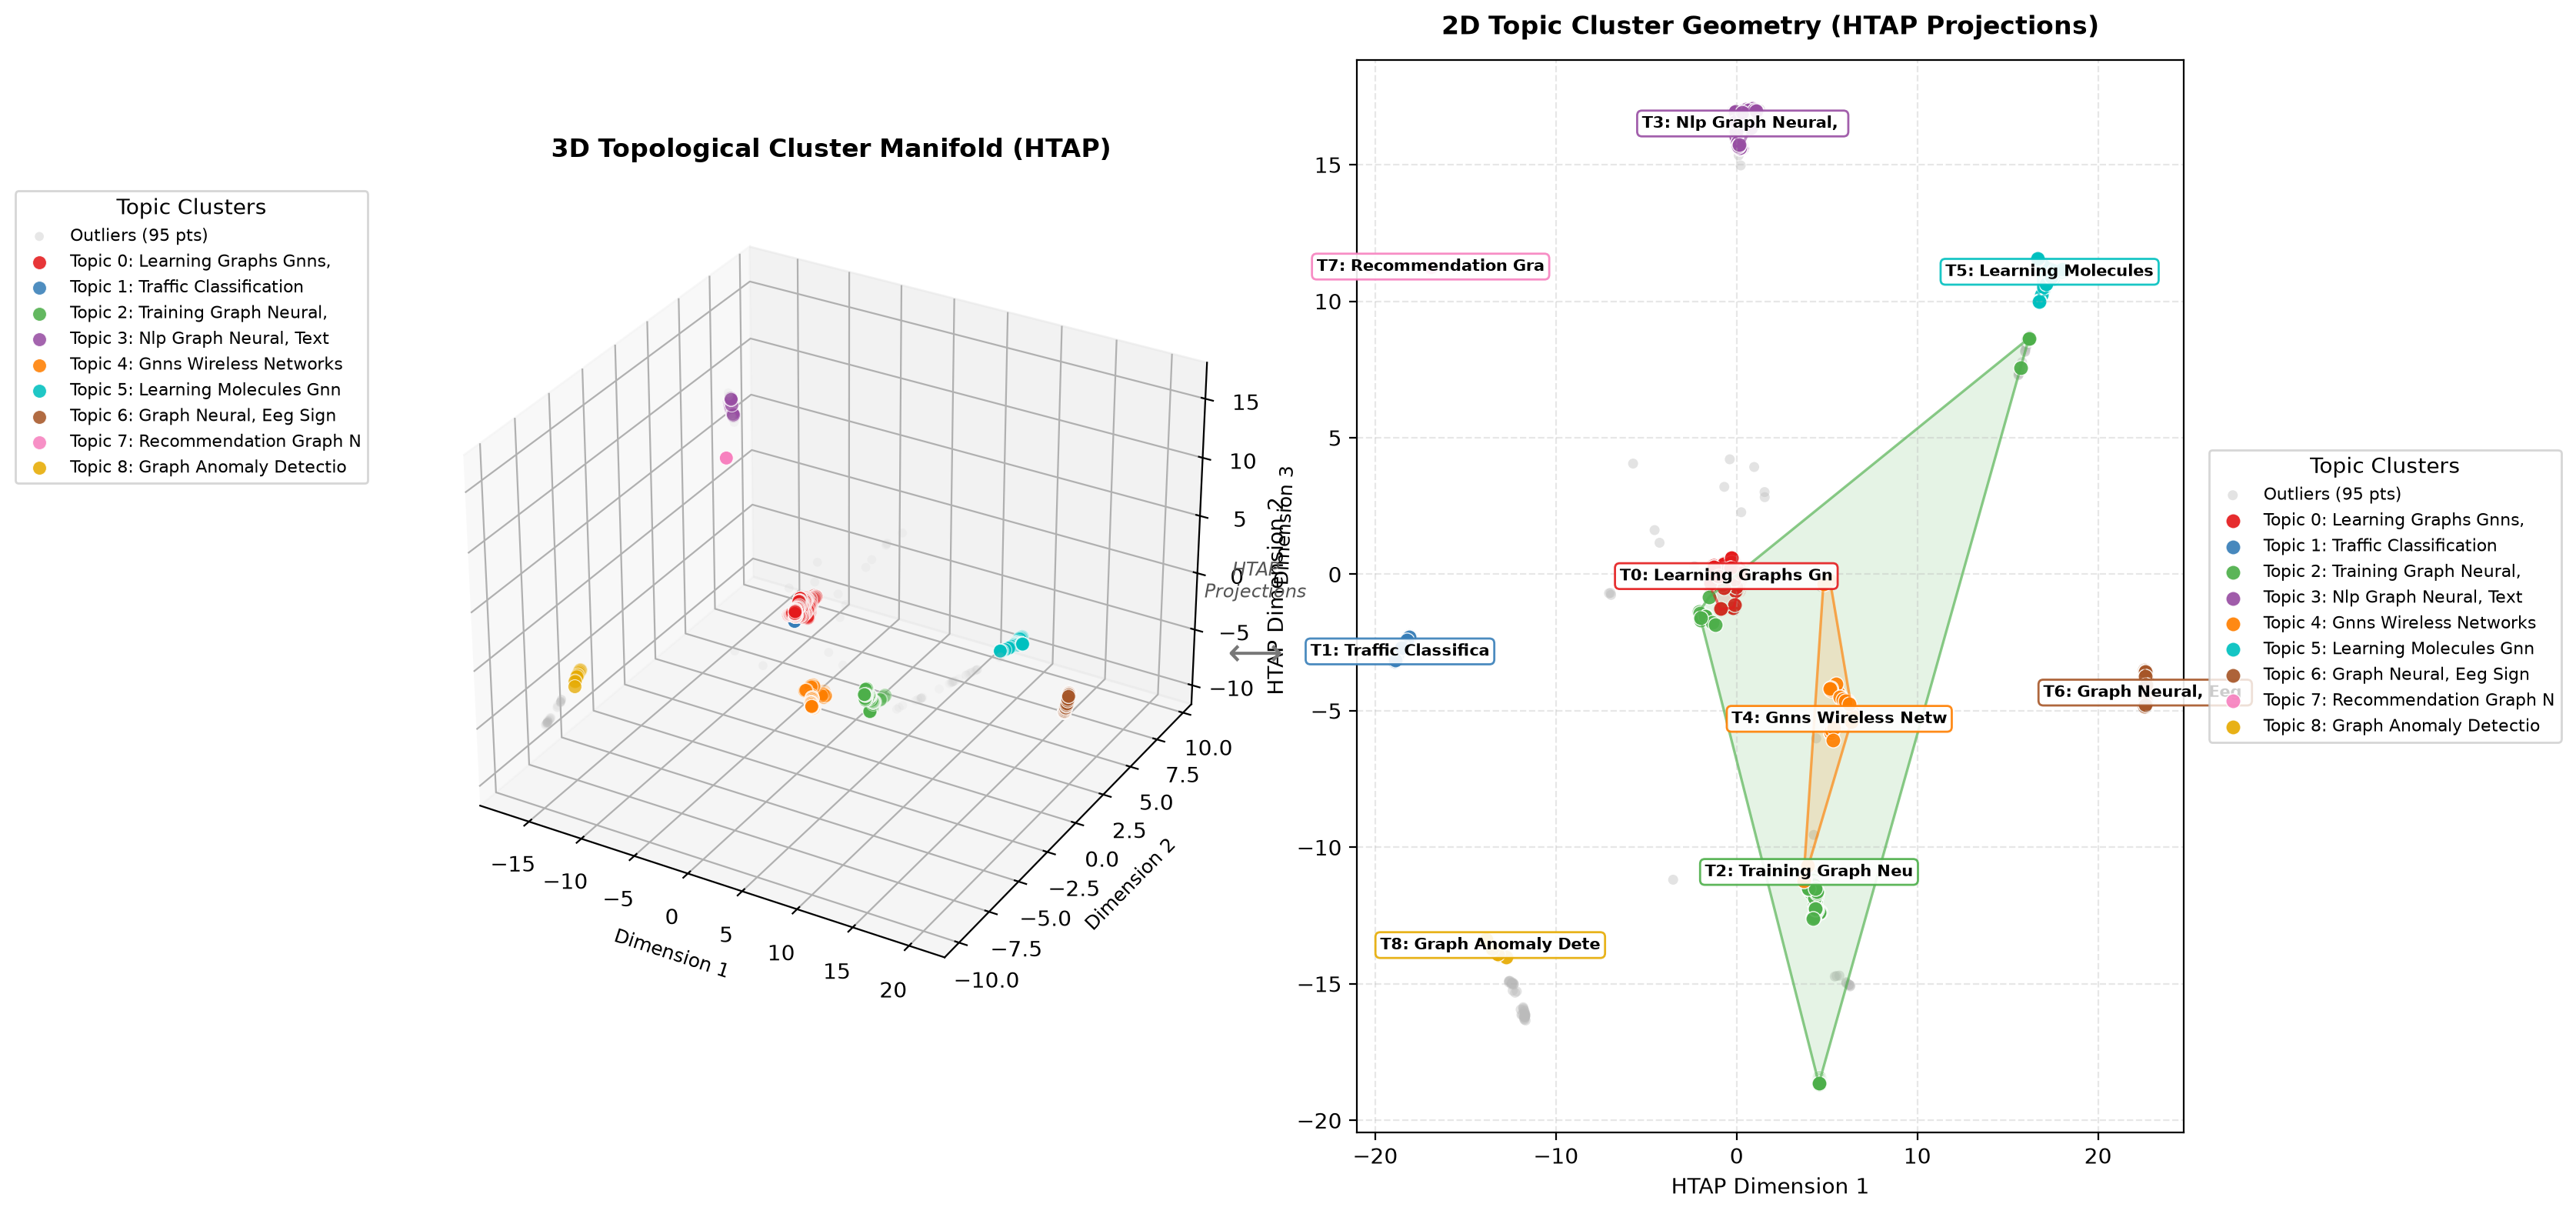 3D Topological Cluster Manifold (HTAP)
Topic Clusters
Outliers (95 pts)
Topic 0: Learning Graphs Gnns,
Topic 1: Traffic Classification
Topic 2: Training Graph Neural,
Topic 3: Nlp Graph Neural, Text
Topic 4: Gnns Wireless Networks
Topic 5: Learning Molecules Gnn
Topic 6: Graph Neural, Eeg Sign
Topic 7: Recommendation Graph N
Topic 8: Graph Anomaly Detectio
15
10
5
0
−5
−10
Dimension 3
10.0
7.5
5.0
2.5
0.0
−2.5
−5.0
−7.5
−10.0
Dimension 2
−15
−10
−5
0
5
10
15
20
Dimension 1
HTAP
Projections
2D Topic Cluster Geometry (HTAP Projections)
HTAP Dimension 2
15
10
5
0
−5
−10
−15
−20
T3: Nlp Graph Neural,
T7: Recommendation Gra
T5: Learning Molecules
T0: Learning Graphs Gn
T1: Traffic Classifica
T6: Graph Neural, Eeg
T4: Gnns Wireless Netw
T2: Training Graph Neu
T8: Graph Anomaly Dete
−20
−10
0
10
20
HTAP Dimension 1
Topic Clusters
Outliers (95 pts)
Topic 0: Learning Graphs Gnns,
Topic 1: Traffic Classification
Topic 2: Training Graph Neural,
Topic 3: Nlp Graph Neural, Text
Topic 4: Gnns Wireless Networks
Topic 5: Learning Molecules Gnn
Topic 6: Graph Neural, Eeg Sign
Topic 7: Recommendation Graph N
Topic 8: Graph Anomaly Detectio